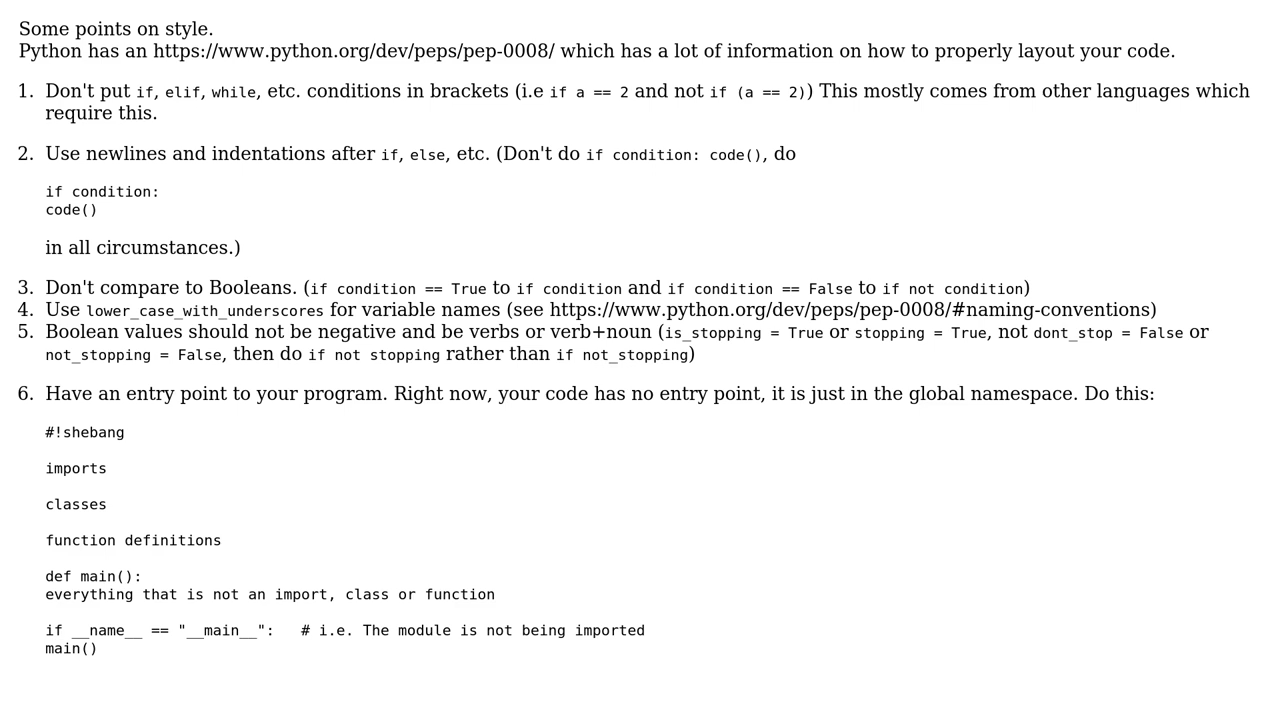 Some points on style.
Python has an https://www.python.org/dev/peps/pep-0008/ which has a lot of information on how to properly layout your code.
1. Don't put if, elif, while, etc. conditions in brackets (i.e if a == 2 and not if (a == 2)) This mostly comes from other languages which
require this.
2. Use newlines and indentations after if, else, etc. (Don't do if condition: code(), do
if condition:
code()
in all circumstances.)
3. Don't compare to Booleans. (if condition == True to if condition and if condition == False to if not condition)
4. Use lower_case_with_underscores for variable names (see https://www.python.org/dev/peps/pep-0008/#naming-conventions)
5. Boolean values should not be negative and be verbs or verb+noun (is_stopping = True or stopping = True, not dont_stop = False or
not_stopping = False, then do if not stopping rather than if not_stopping)
6. Have an entry point to your program. Right now, your code has no entry point, it is just in the global namespace. Do this:
#!shebang
imports
classes
function definitions
def main():
everything that is not an import, class or function
if __name__ == "__main__":   # i.e. The module is not being imported
main()